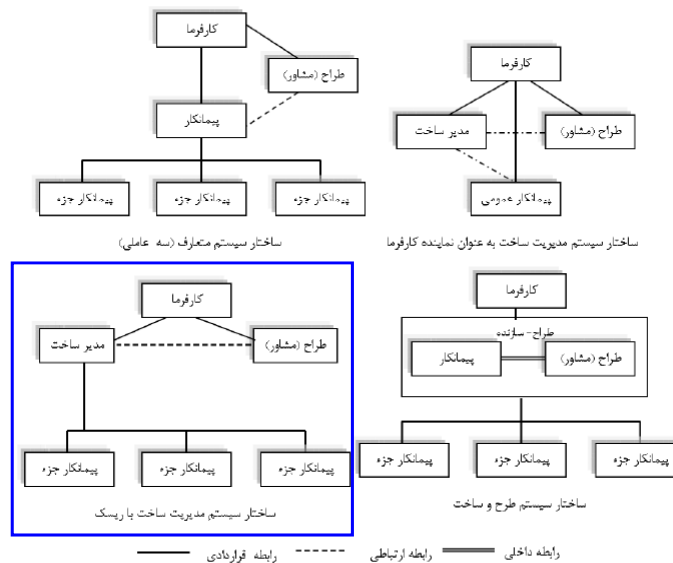 کارفرما
طراح (مشاور)
پیمانکار
پیمانکار جزء
پیمانکار جزء
پیمانکار جزء
ساختار سیستم متعارف (سه عاملی)
کارفرما
مدیر ساخت
طراح (مشاور)
پیمانکار عمومی
ساختار سیستم مدیریت ساخت به عنوان نماینده کارفرما
کارفرما
مدیر ساخت
طراح (مشاور)
پیمانکار جزء
پیمانکار جزء
پیمانکار جزء
ساختار سیستم مدیریت ساخت با ریسک
کارفرما
طراح-سازنده
پیمانکار
طراح (مشاور)
پیمانکار جزء
پیمانکار جزء
پیمانکار جزء
ساختار سیستم طرح و ساخت
رابطه قراردادی
رابطه ارتباطی
رابطه داخلی